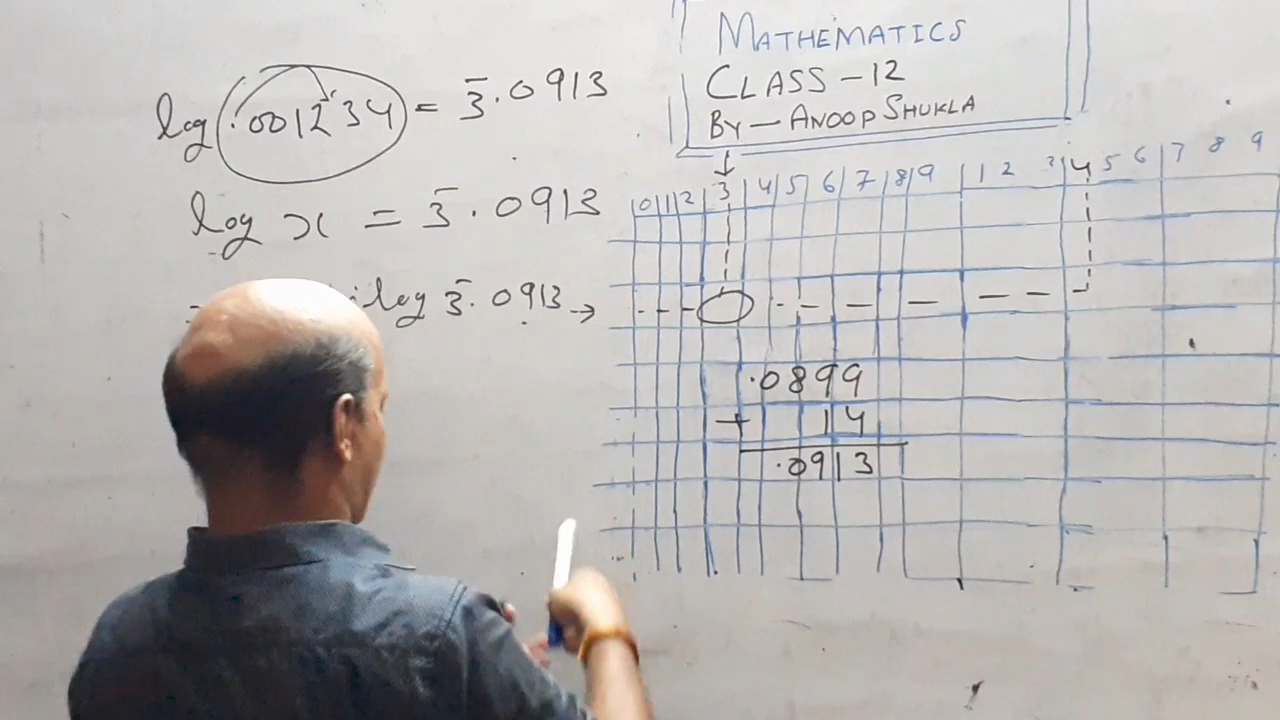 MATHEMATICS
CLASS - 12
BY - ANOOP SHUKLA
log .001234 = 3̅.0913
log x = 3̅.0913
log 3̅.0913 →
0 1 2 3 4 5 6 7 8 9 1 2 3 4 5 6 7 8 9
.0899
+ 14
.0913